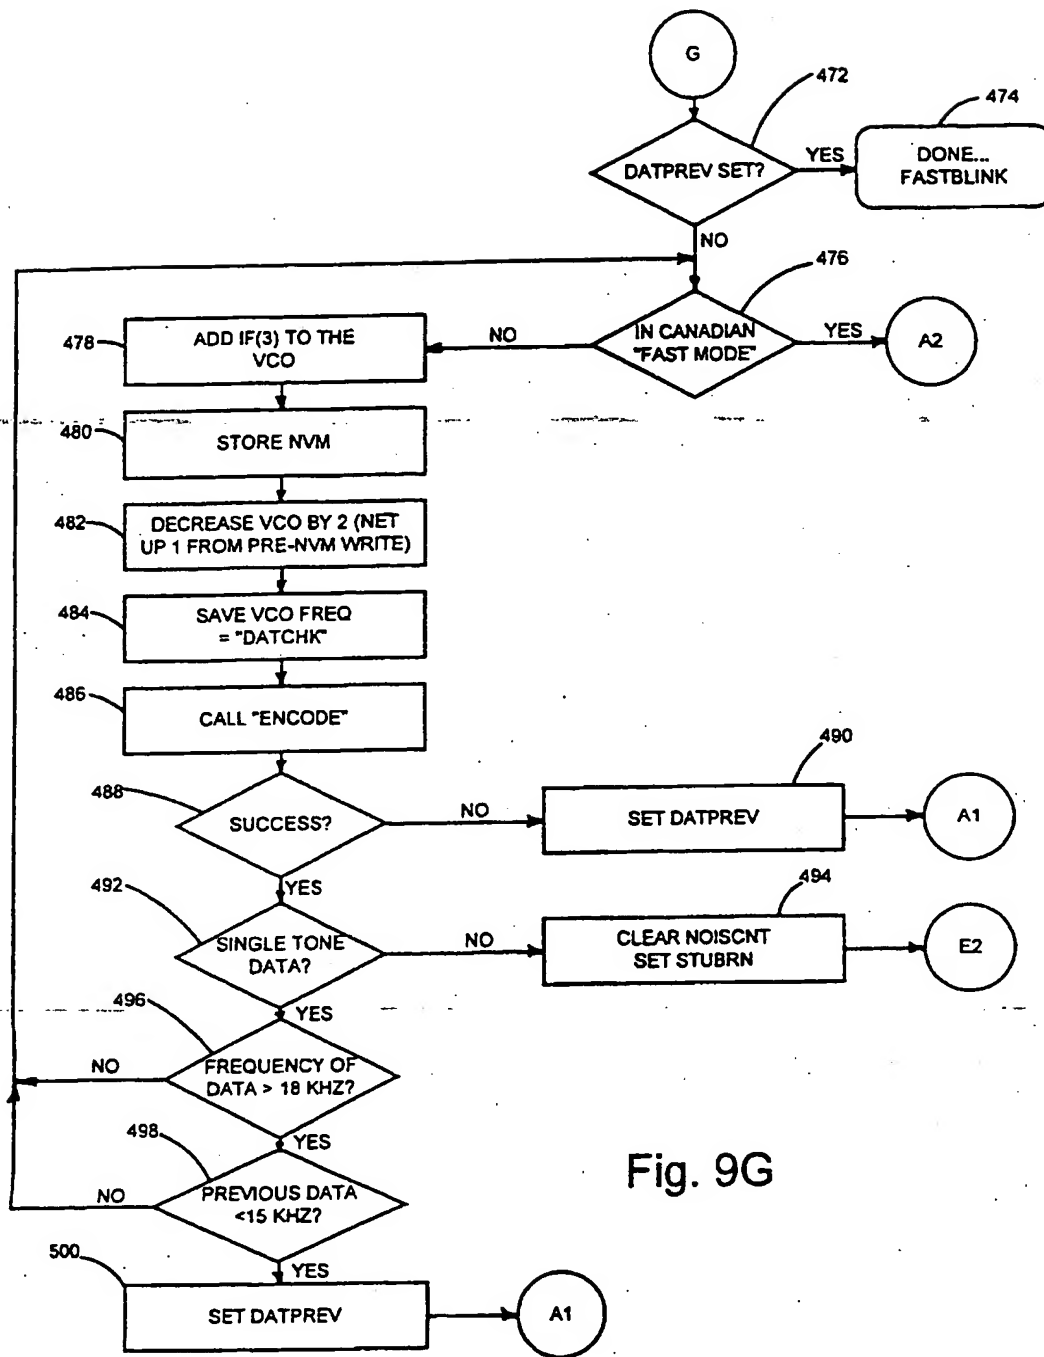 G
472
474
DATPREV SET?
YES
DONE...
FASTBLINK
NO
476
478
ADD IF(3) TO THE
VCO
NO
IN CANADIAN
"FAST MODE"
YES
A2
480
STORE NVM
482
DECREASE VCO BY 2 (NET
UP 1 FROM PRE-NVM WRITE)
484
SAVE VCO FREQ
= "DATCHK"
486
CALL "ENCODE"
488
SUCCESS?
NO
490
SET DATPREV
A1
YES
492
SINGLE TONE
DATA?
NO
494
CLEAR NOISCNT
SET STUBRN
E2
YES
496
NO
FREQUENCY OF
DATA > 18 KHZ?
YES
498
NO
PREVIOUS DATA
<15 KHZ?
YES
500
SET DATPREV
A1
Fig. 9G